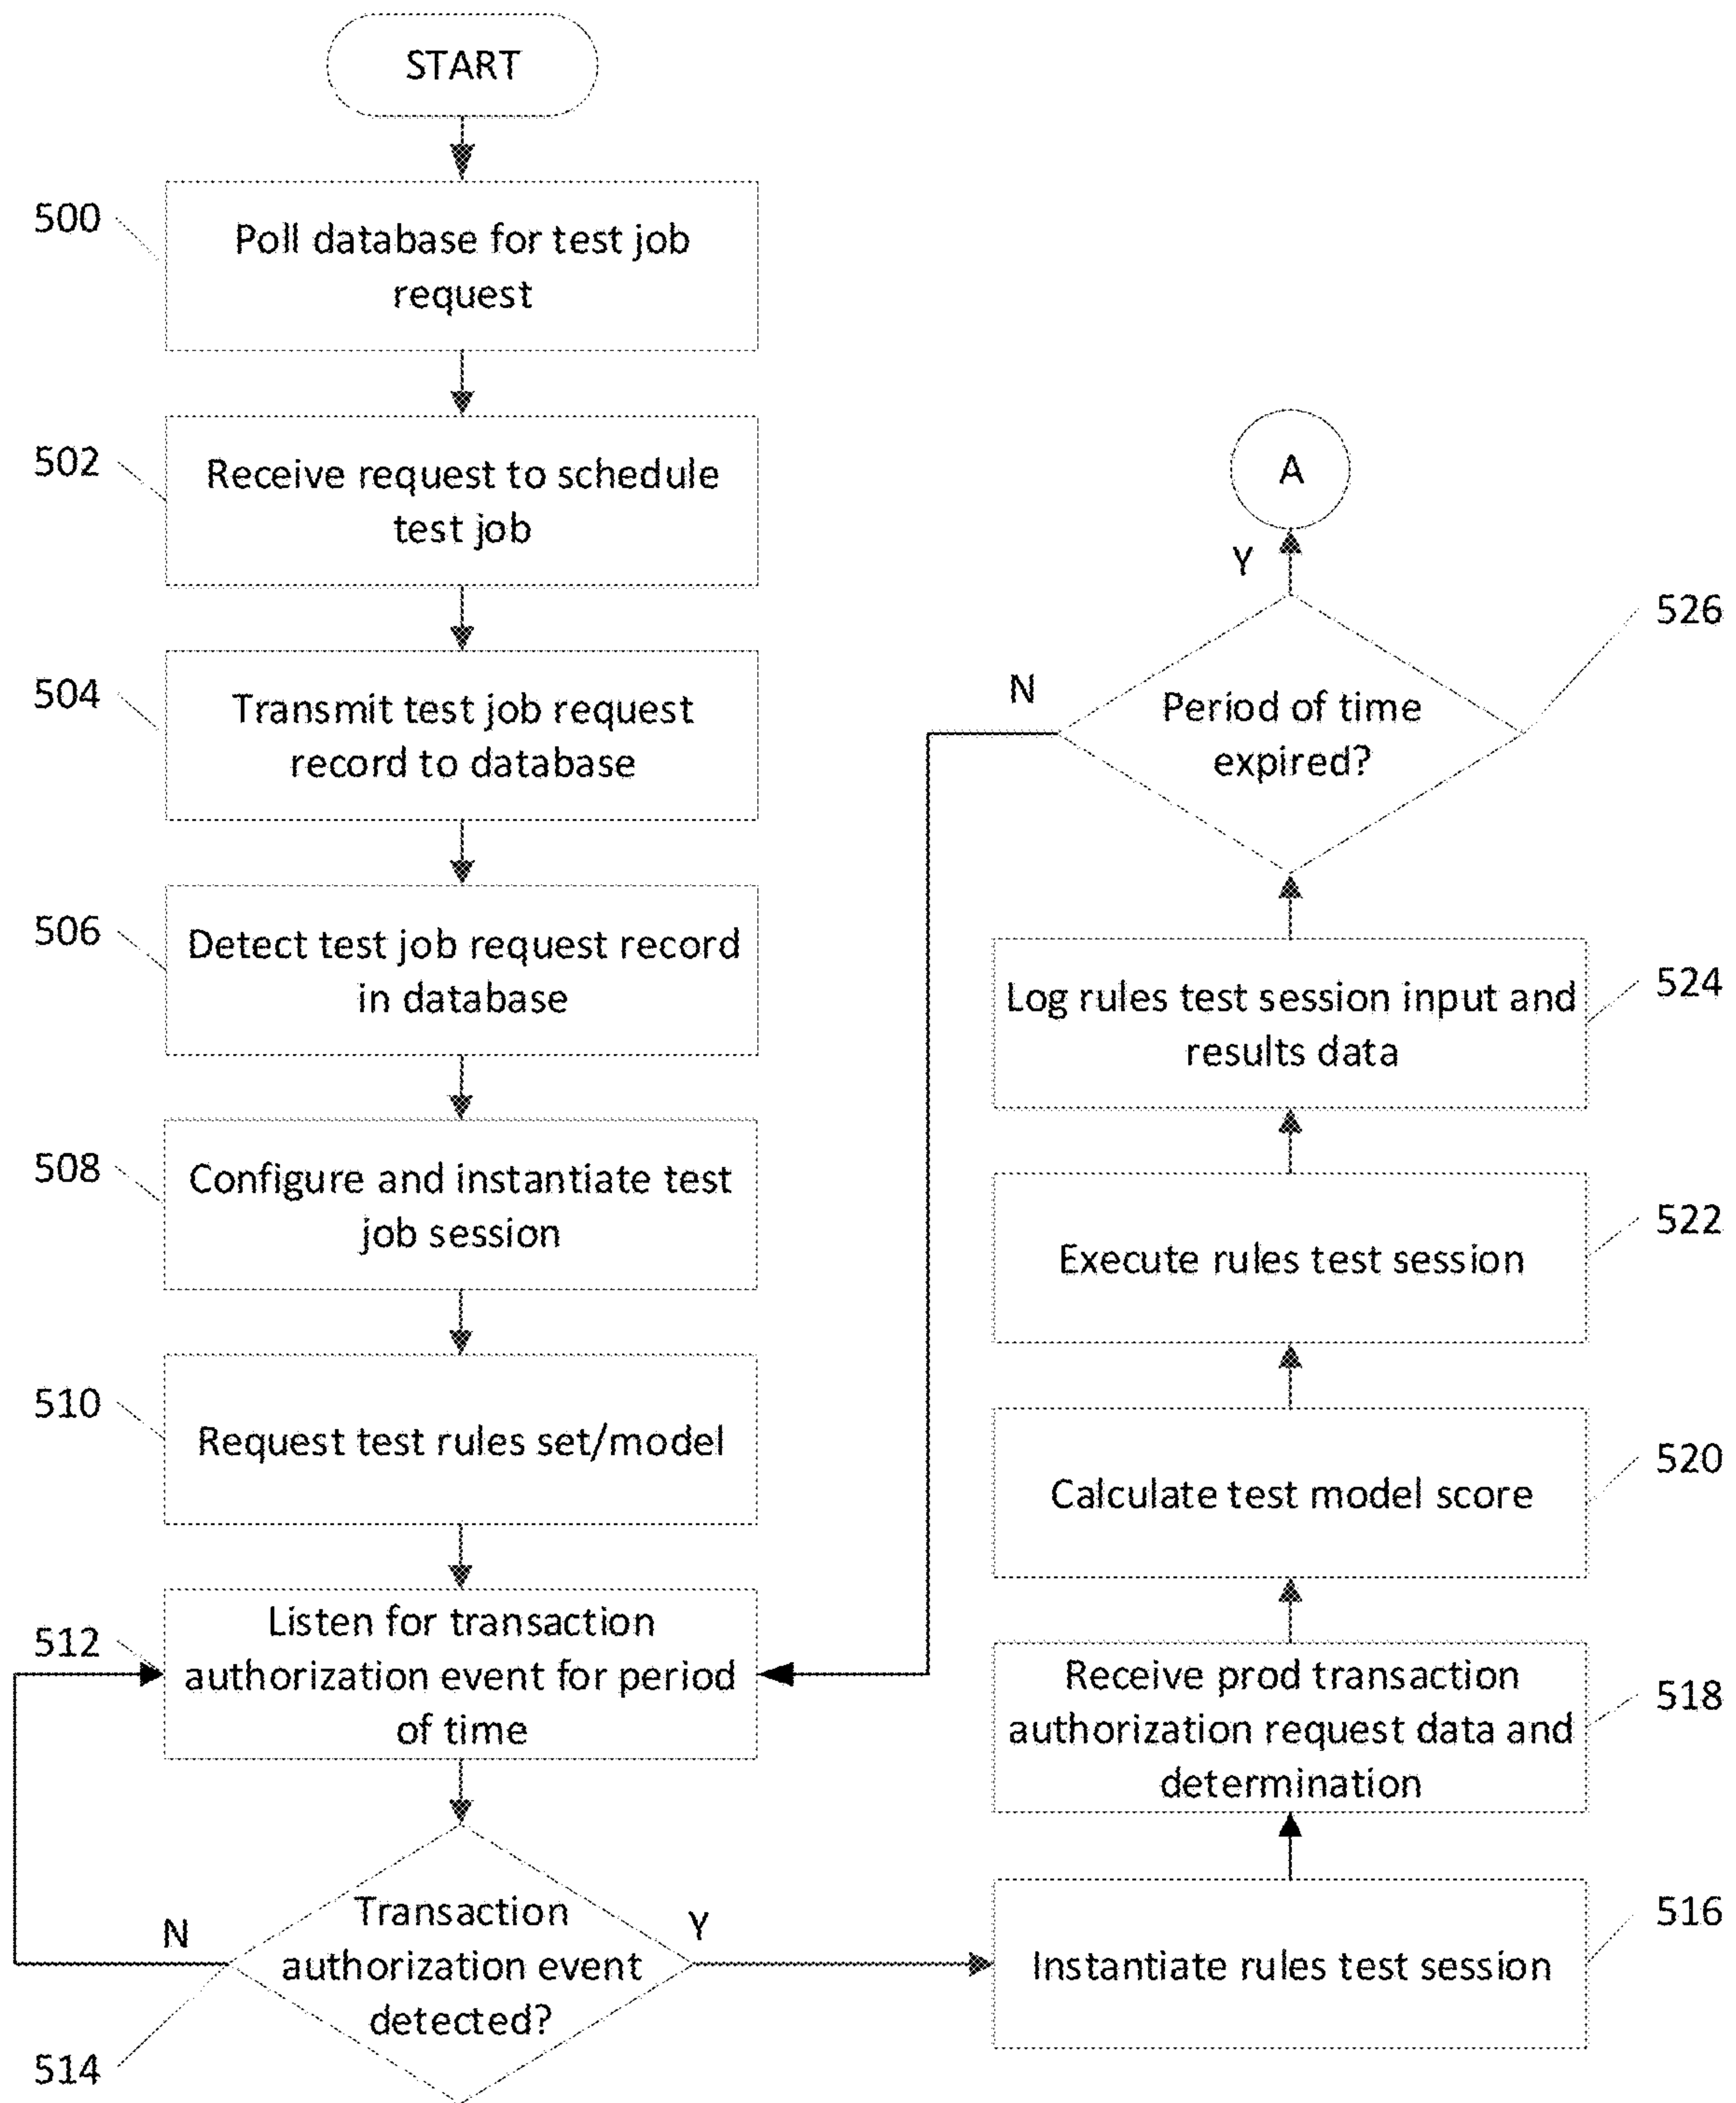 START
500
Poll database for test job
request
502
Receive request to schedule
test job
504
Transmit test job request
record to database
506
Detect test job request record
in database
508
Configure and instantiate test
job session
510
Request test rules set/model
512
Listen for transaction
authorization event for period
of time
514
Transaction
authorization event
detected?
N
Y
516
Instantiate rules test session
518
Receive prod transaction
authorization request data and
determination
520
Calculate test model score
522
Execute rules test session
524
Log rules test session input and
results data
526
Period of time
expired?
N
Y
A